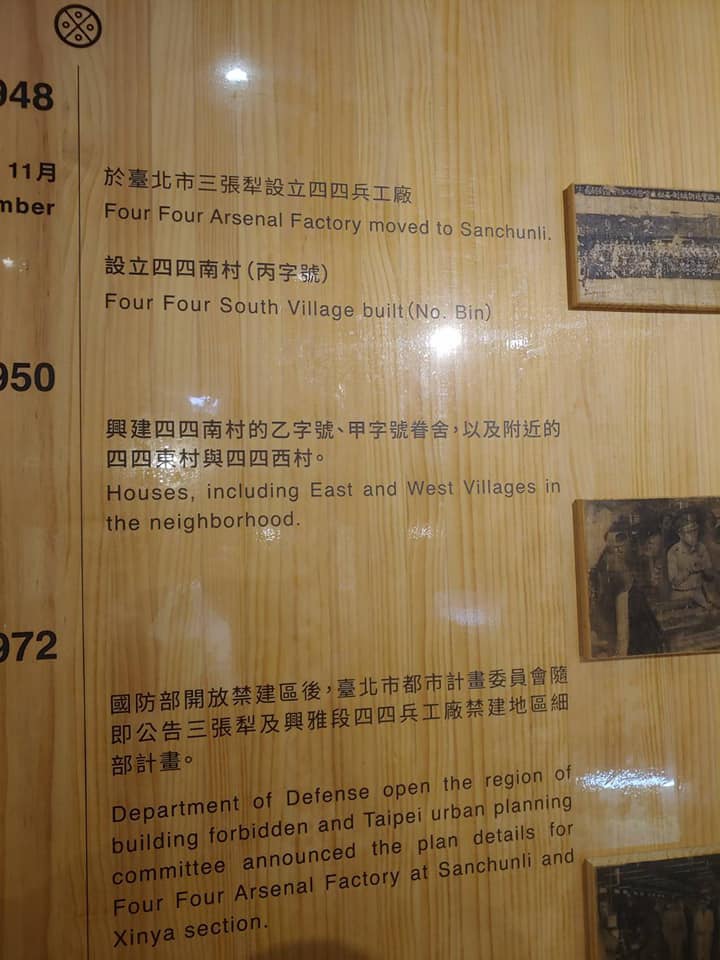 948
11月
mber
於臺北市三張犁設立四四兵工廠
Four Four Arsenal Factory moved to Sanchunli.
設立四四南村(丙字號)
Four Four South Village built(No. Bin)
950
興建四四南村的乙字號、甲字號眷舍,以及附近的
四四東村與四四西村。
Houses, including East and West Villages in
the neighborhood.
972
國防部開放禁建區後,臺北市都市計畫委員會隨
即公告三張犁及興雅段四四兵工廠禁建地區細
部計畫。
Department of Defense open the region of
building forbidden and Taipei urban planning
committee announced the plan details for
Four Four Arsenal Factory at Sanchunli and
Xinya section.